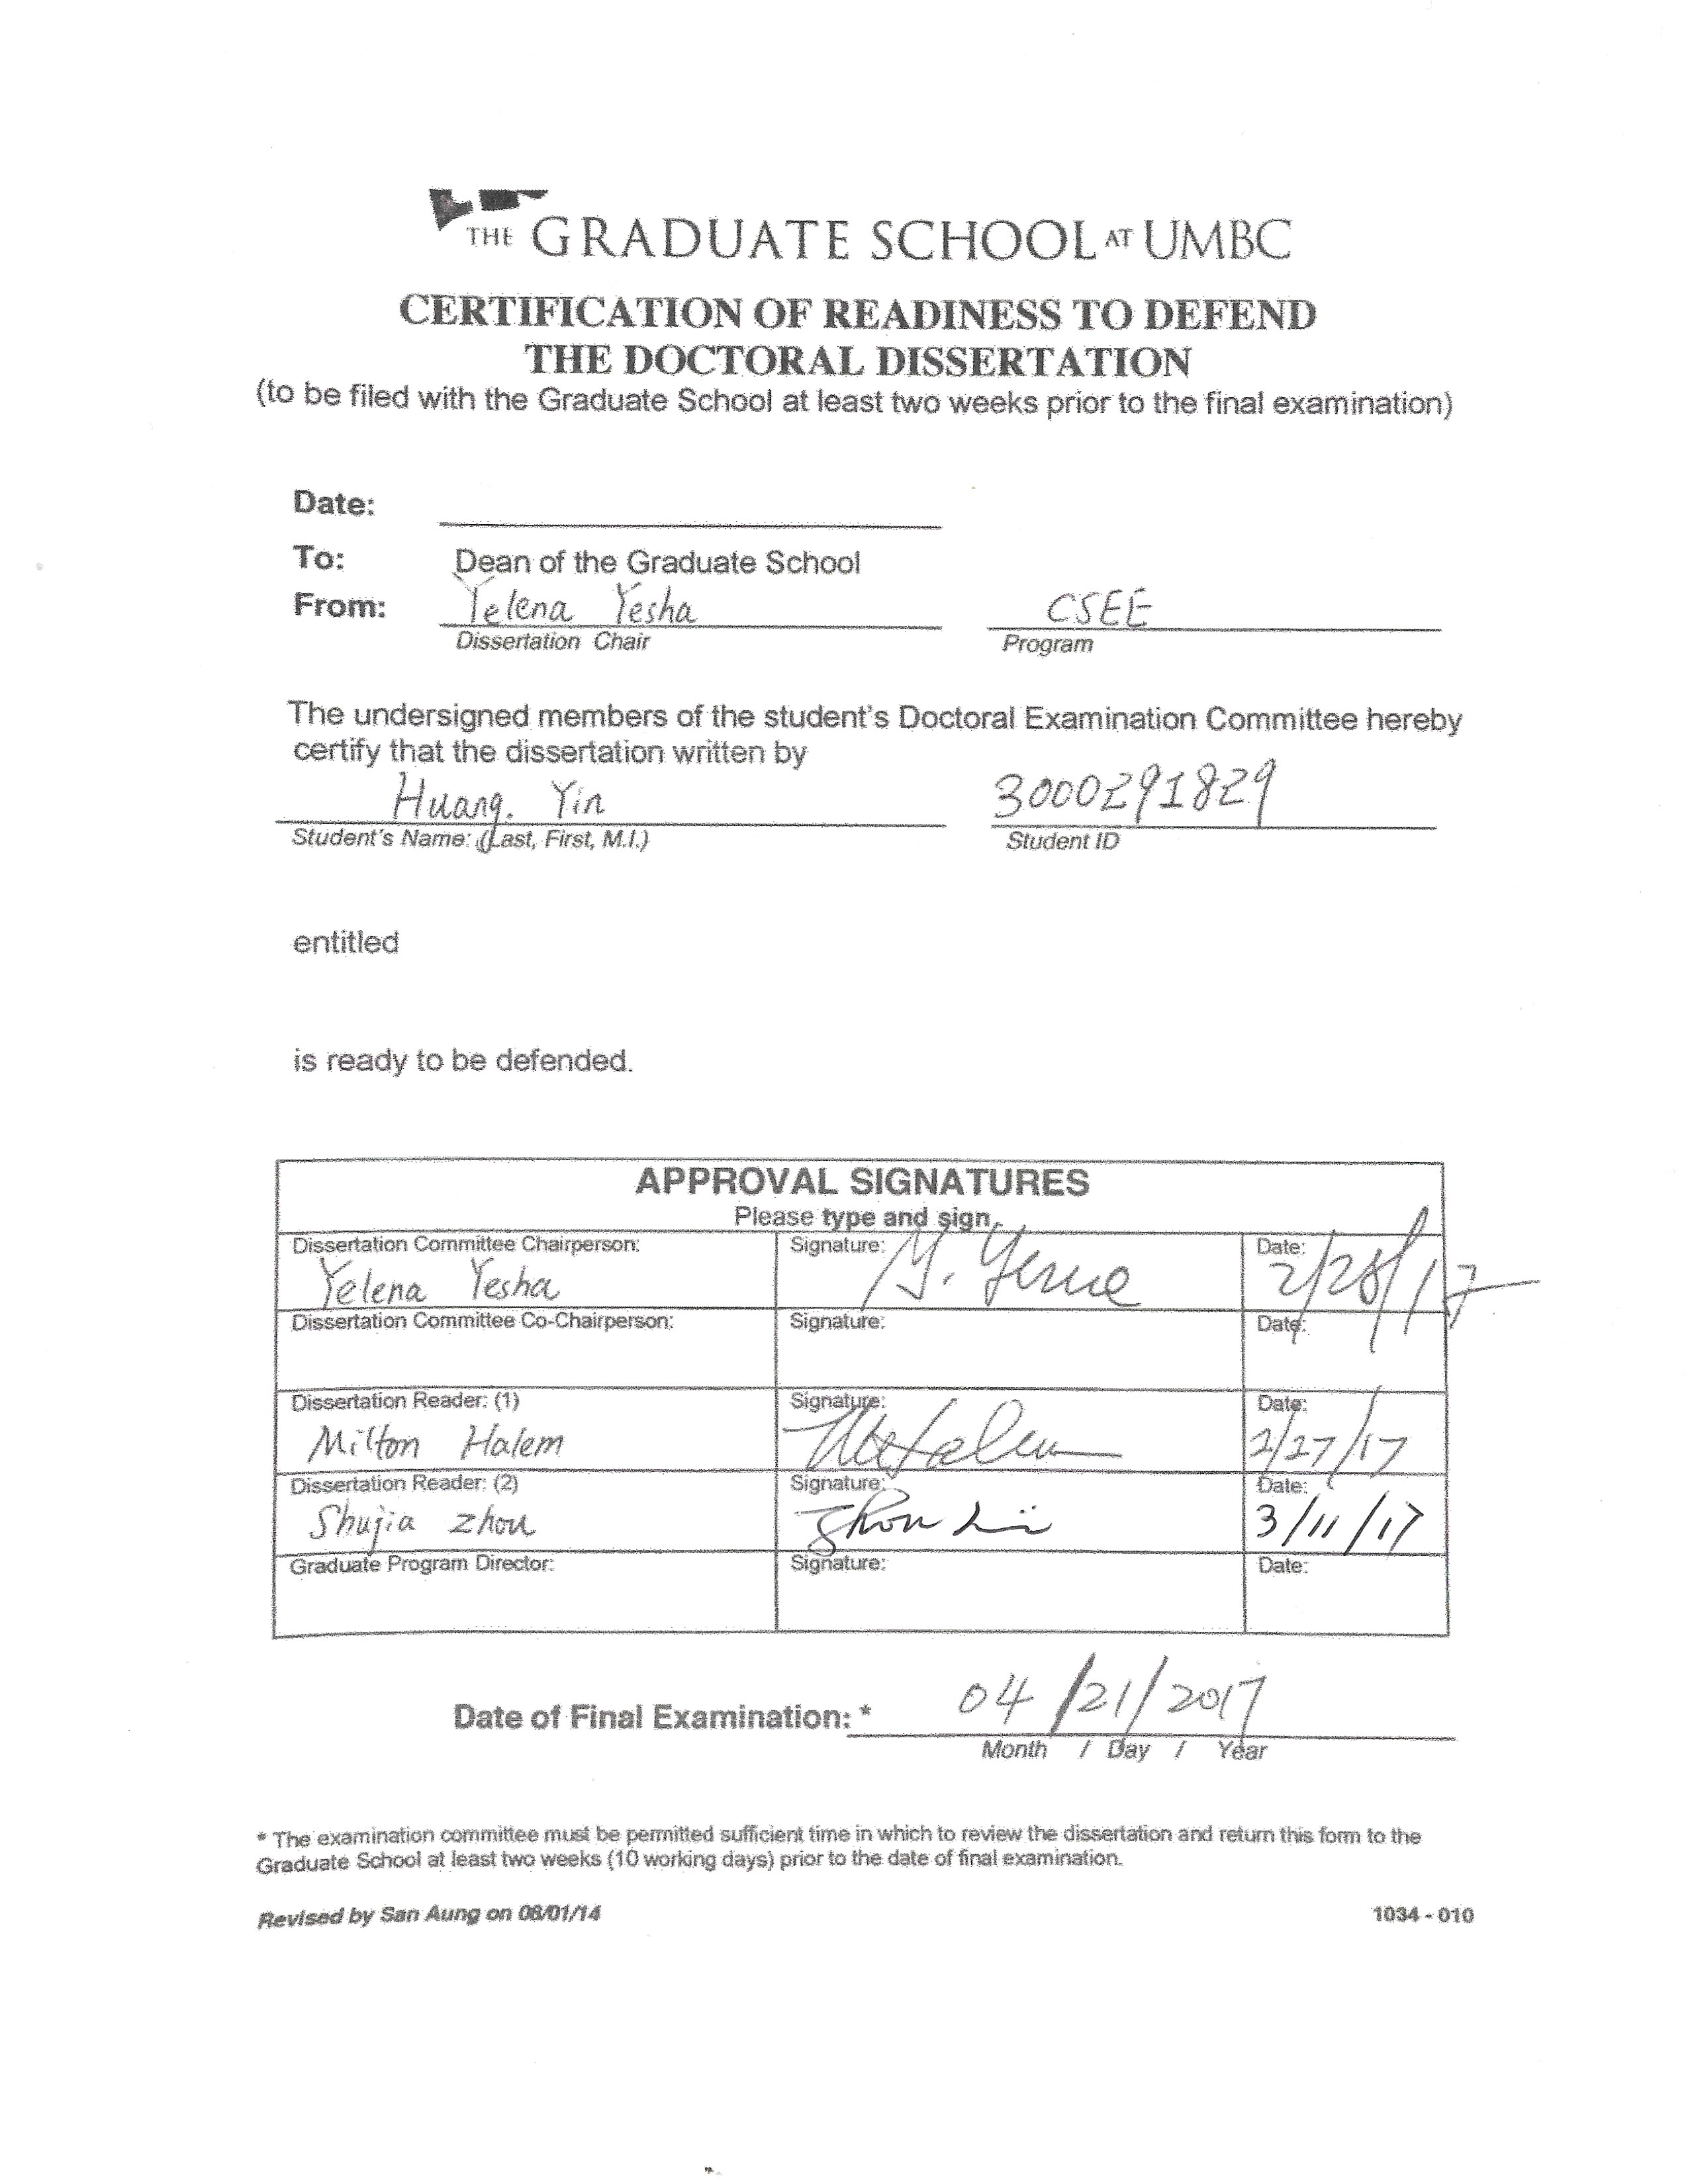 THE GRADUATE SCHOOL AT UMBC
CERTIFICATION OF READINESS TO DEFEND
THE DOCTORAL DISSERTATION
(to be filed with the Graduate School at least two weeks prior to the final examination)
Date:
To: Dean of the Graduate School
From: Yelena Yesha CSEE
Dissertation Chair Program
The undersigned members of the student's Doctoral Examination Committee hereby
certify that the dissertation written by
Huang. Yin 3000291829
Student's Name: (Last, First, M.I.) Student ID
entitled
is ready to be defended.
APPROVAL SIGNATURES
Please type and sign.
Dissertation Committee Chairperson: Signature: Date:
Yelena Yesha Y. 2/28/17
Dissertation Committee Co-Chairperson: Signature: Date:
Dissertation Reader: (1) Signature: Date:
Milton Halem 2/27/17
Dissertation Reader: (2) Signature: Date:
Shujia Zhou 3/11/17
Graduate Program Director: Signature: Date:
Date of Final Examination: * 04/21/2017
Month / Day / Year
* The examination committee must be permitted sufficient time in which to review the dissertation and return this form to the
Graduate School at least two weeks (10 working days) prior to the date of final examination.
Revised by San Aung on 08/01/14 1034 - 010